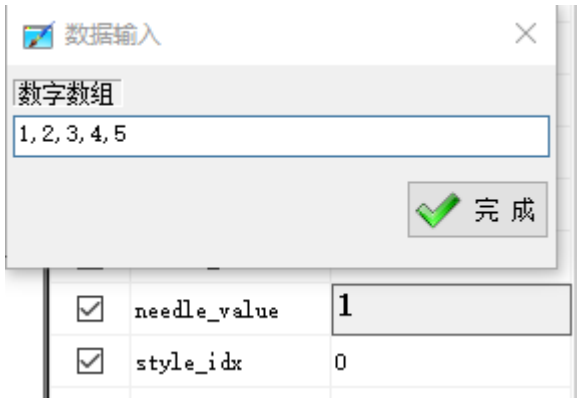 数据输入
数字数组
1,2,3,4,5
完 成
needle_value 1
style_idx 0